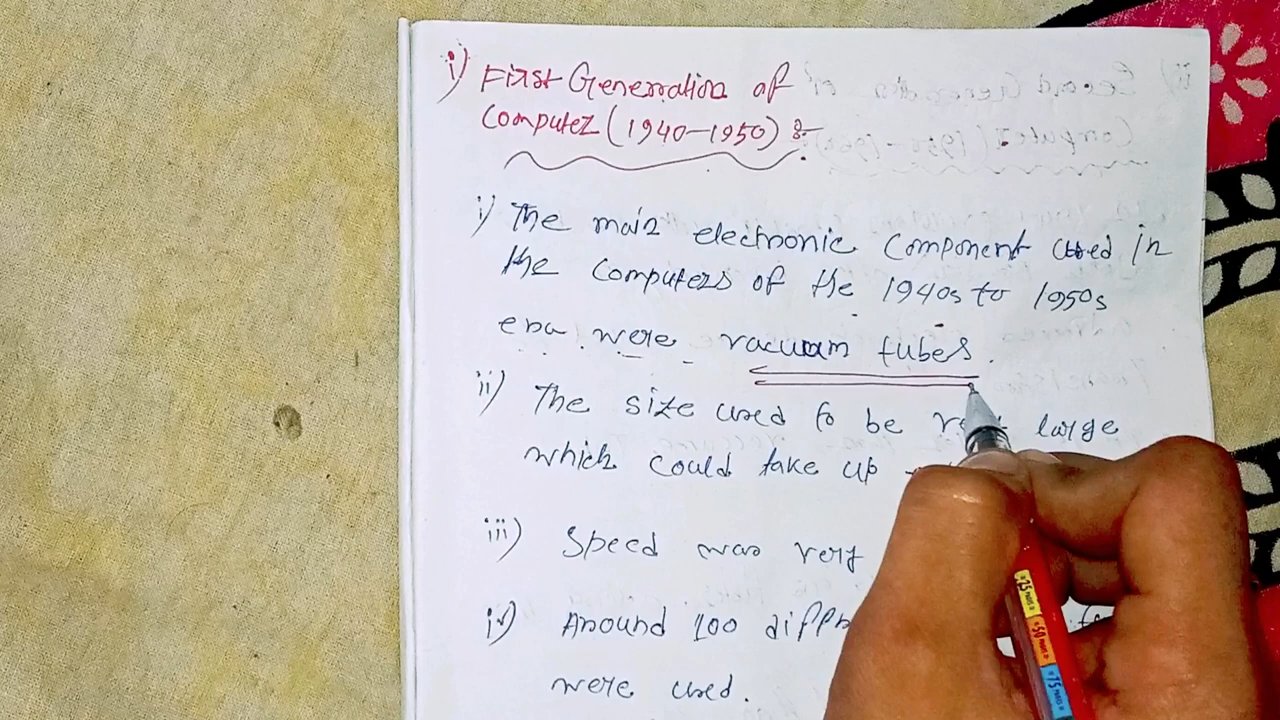 i) First Generation of
Computer (1940-1950) :-
i) The main electronic component used in
the computers of the 1940s to 1950s
era were vacuum tubes.
ii) The size used to be very large
which could take up
iii) Speed was very
iv) Around 100 differ
were used.